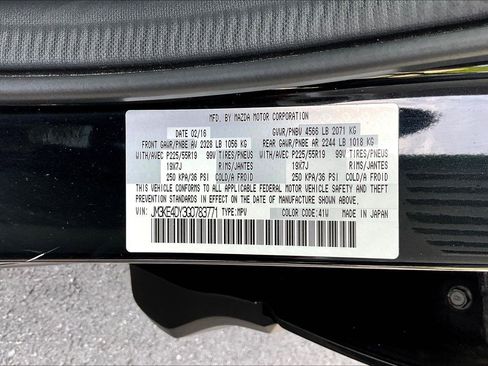 MFD. BY MAZDA MOTOR CORPORATION
DATE 02/16 GVWR/PNBV 4566 LB 2071 KG
FRONT GAWR/PNBE AV 2323 LB 1056 KG REAR GAWR/PNBE AR 2244 LB 1018 KG
WITH/AVEC P225/55R19 99V TIRES/PNEUS WITH/AVEC P225/55R19 99V TIRES/PNEUS
19X7J RIMS/JANTES 19X7J RIMS/JANTES
250 KPA/36 PSI COLD/A FROID 250 KPA/36 PSI COLD/A FROID
THIS VEHICLE CONFORMS TO ALL APPLICABLE FEDERAL MOTOR VEHICLE SAFETY AND THEFT
PREVENTION STANDARDS IN EFFECT ON THE DATE OF MANUFACTURE SHOWN ABOVE.
JM3KE4DY3G0783771 TYPE:MPV COLOR CODE:41W MADE IN JAPAN